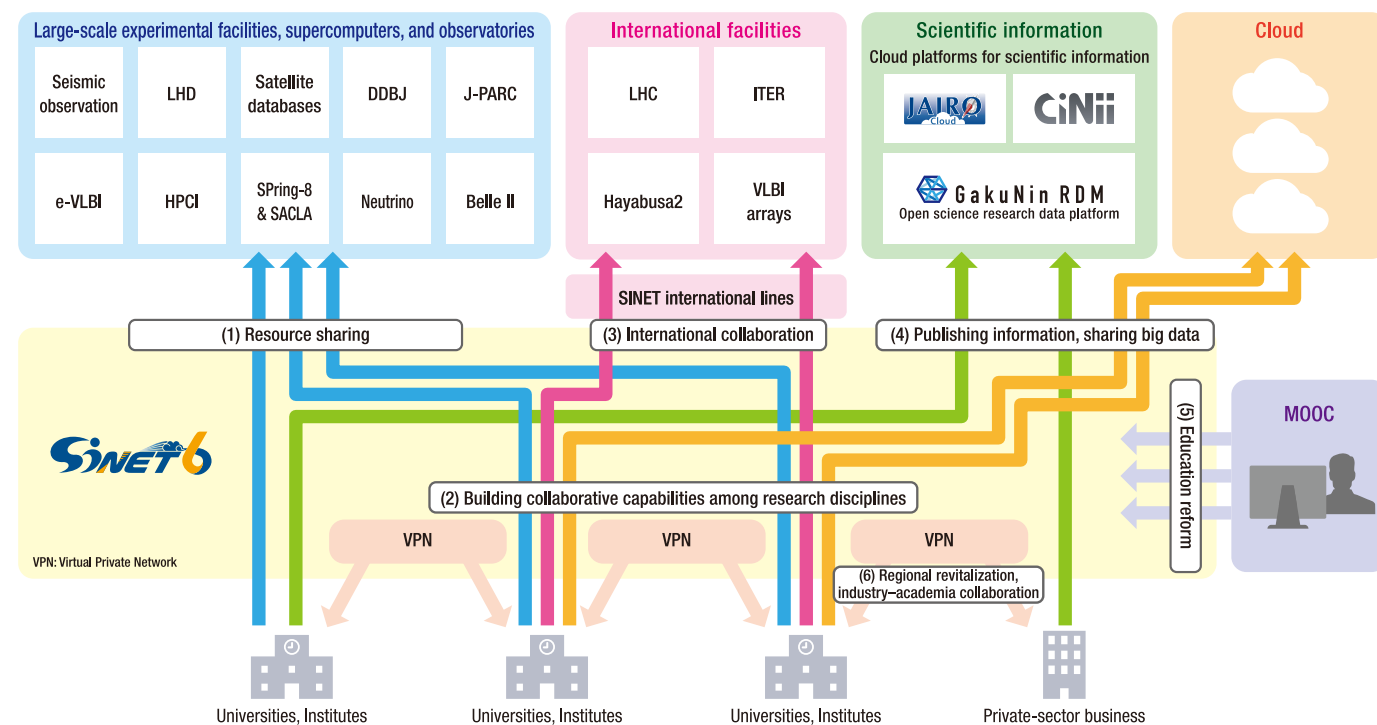 Large-scale experimental facilities, supercomputers, and observatories
Seismic
observation
LHD
Satellite
databases
DDBJ
J-PARC
e-VLBI
HPCI
SPring-8
& SACLA
Neutrino
Belle II
International facilities
LHC
ITER
Hayabusa2
VLBI
arrays
Scientific information
Cloud platforms for scientific information
JAIRO
Cloud
CiNii
GakuNin RDM
Open science research data platform
Cloud
SINET international lines
(1) Resource sharing
(3) International collaboration
(4) Publishing information, sharing big data
SiNET6
(5) Education reform
MOOC
(2) Building collaborative capabilities among research disciplines
VPN
VPN
VPN
VPN: Virtual Private Network
(6) Regional revitalization,
industry–academia collaboration
Universities, Institutes
Universities, Institutes
Universities, Institutes
Private-sector business